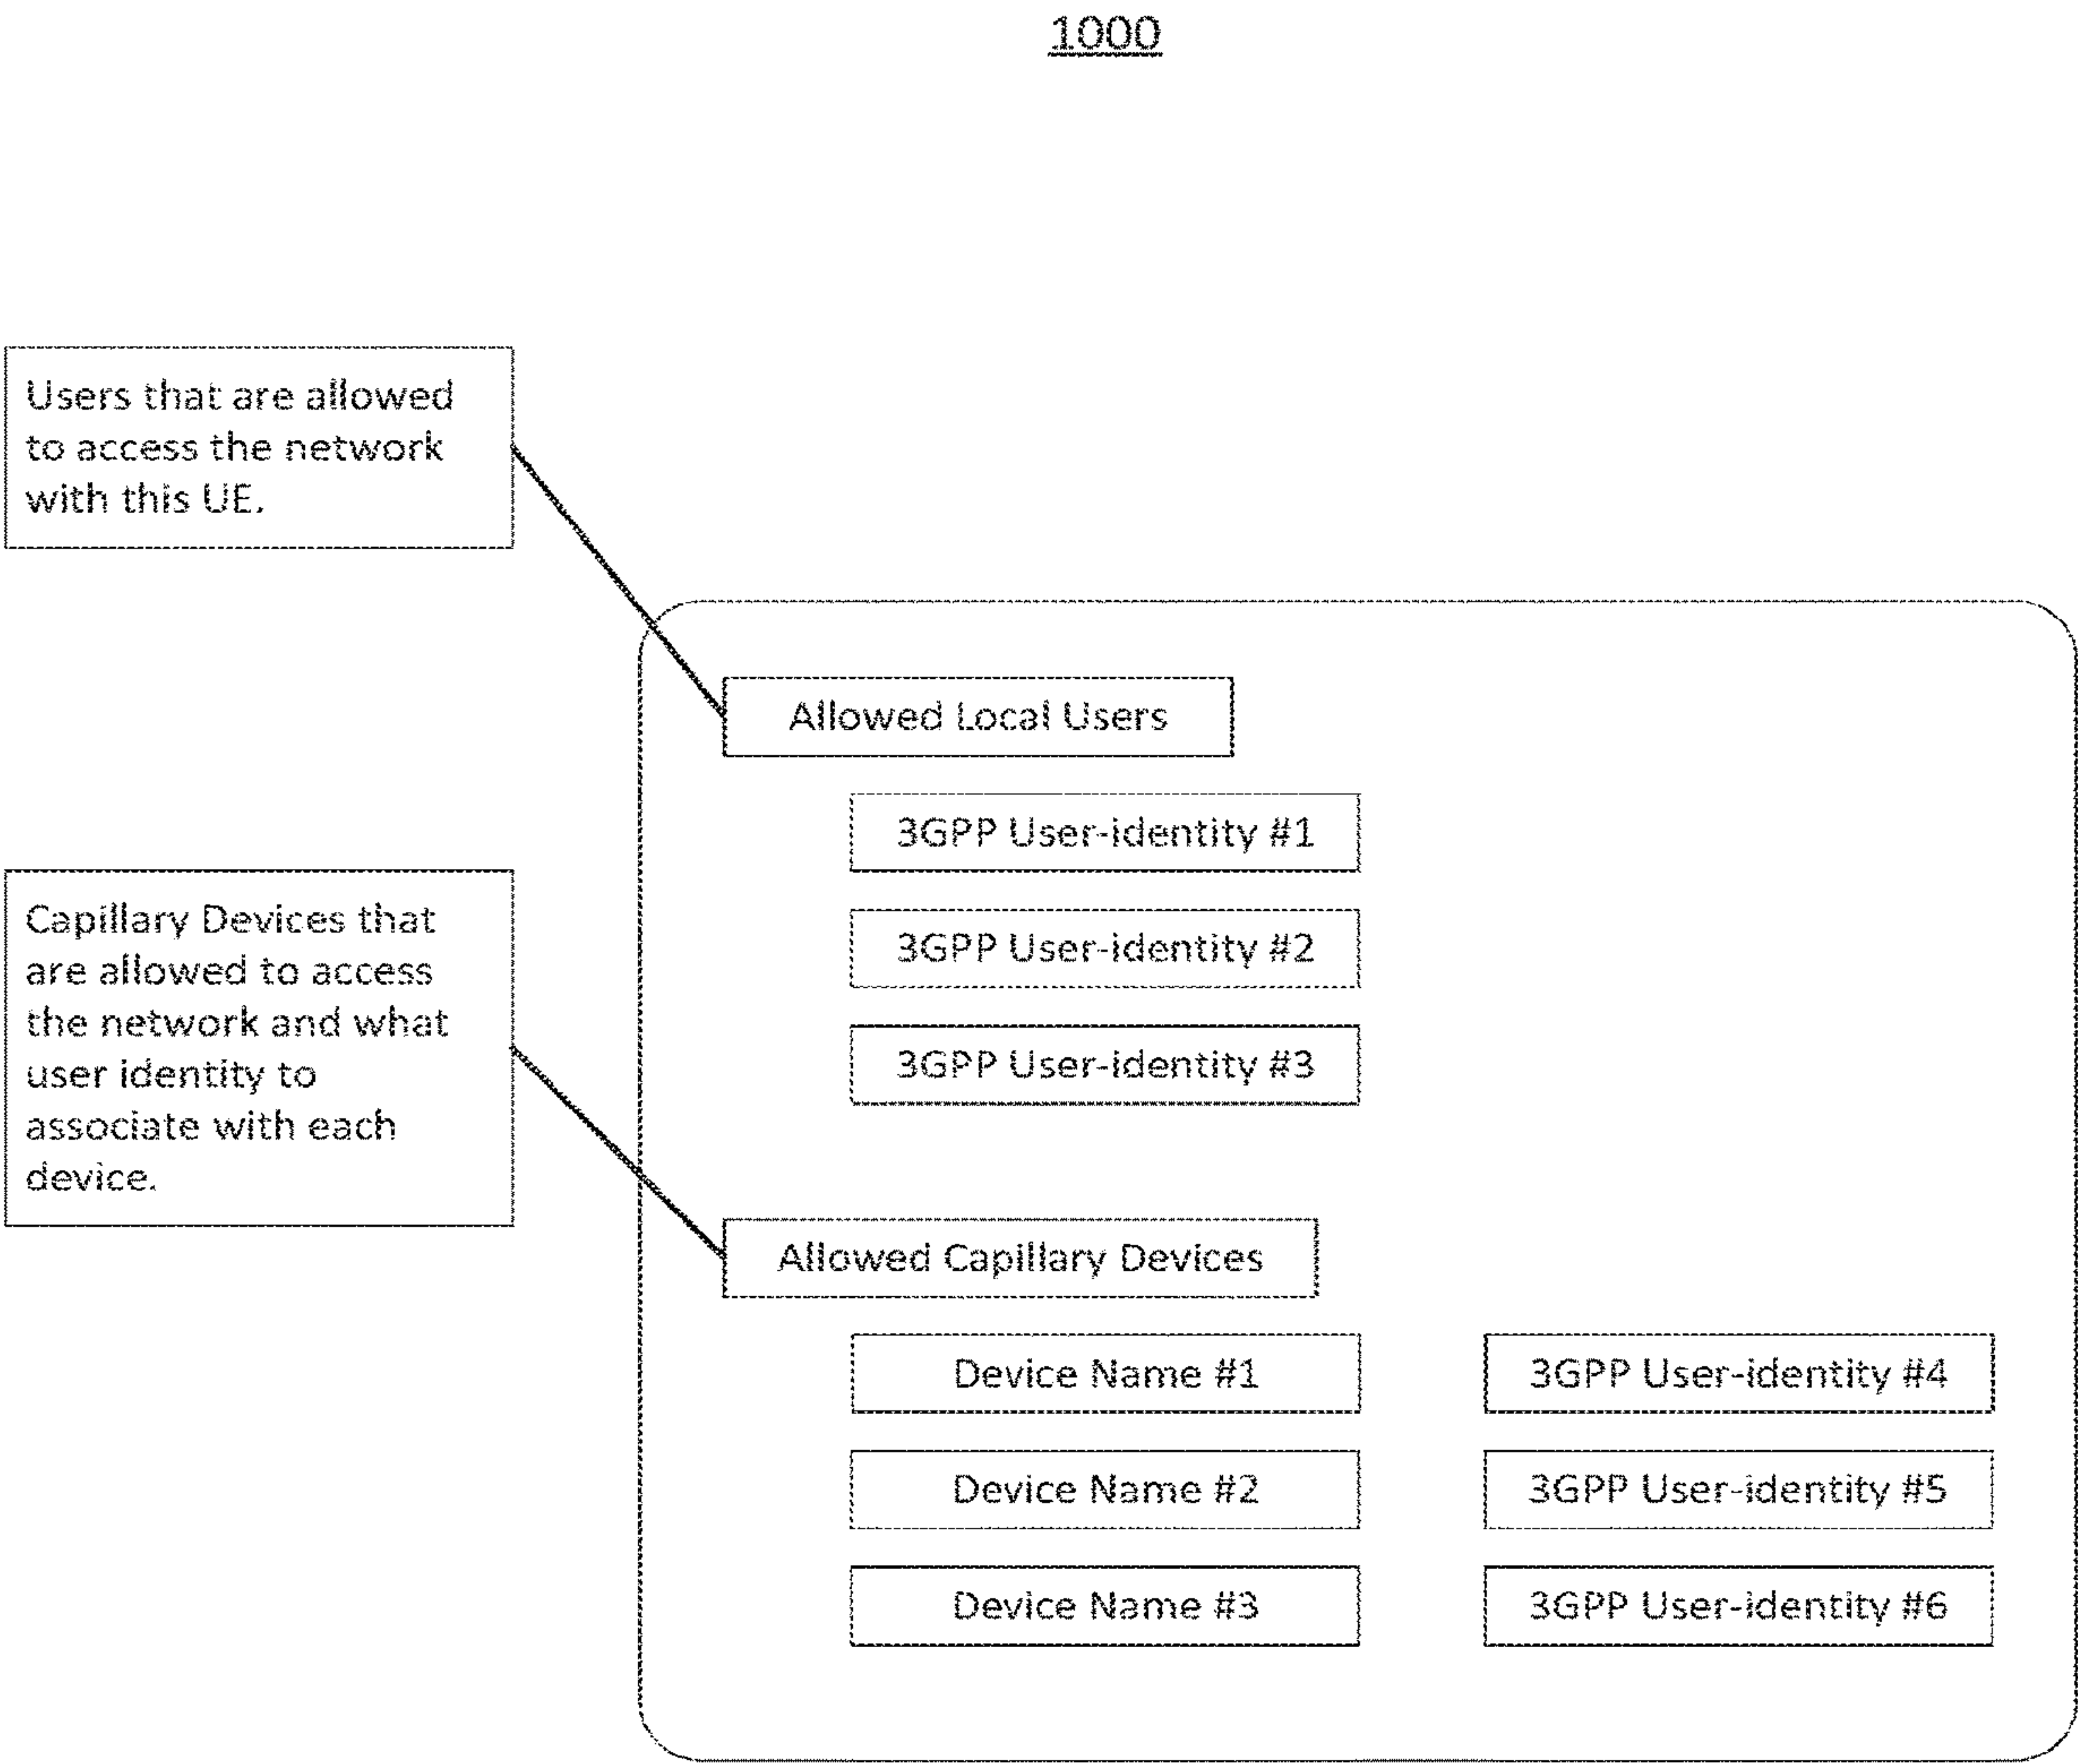 1000
Users that are allowed
to access the network
with this UE.
Allowed Local Users
3GPP User-identity #1
3GPP User-identity #2
3GPP User-identity #3
Capillary Devices that
are allowed to access
the network and what
user identity to
associate with each
device.
Allowed Capillary Devices
Device Name #1
3GPP User-identity #4
Device Name #2
3GPP User-identity #5
Device Name #3
3GPP User-identity #6